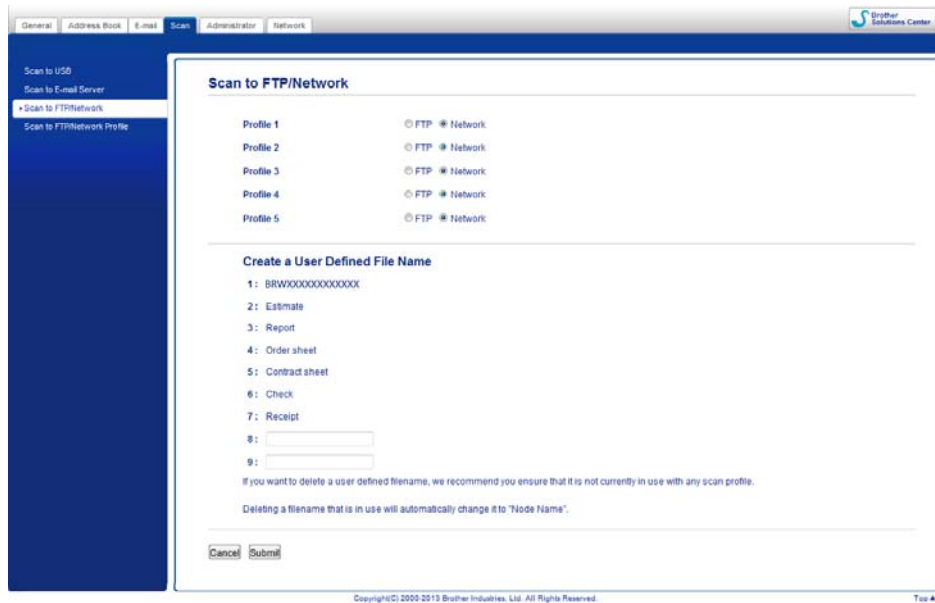 General Address Book E-mail Scan Administrator Network
Brother Solutions Center
Scan to USB
Scan to E-mail Server
Scan to FTP/Network
Scan to FTP/Network Profile
Scan to FTP/Network
Profile 1 FTP Network
Profile 2 FTP Network
Profile 3 FTP Network
Profile 4 FTP Network
Profile 5 FTP Network
Create a User Defined File Name
1: BRWXXXXXXXXXXXX
2: Estimate
3: Report
4: Order sheet
5: Contract sheet
6: Check
7: Receipt
8:
9:
If you want to delete a user defined filename, we recommend you ensure that it is not currently in use with any scan profile.
Deleting a filename that is in use will automatically change it to "Node Name".
Cancel Submit
Copyright(C) 2000-2013 Brother Industries, Ltd. All Rights Reserved.
Top ▲